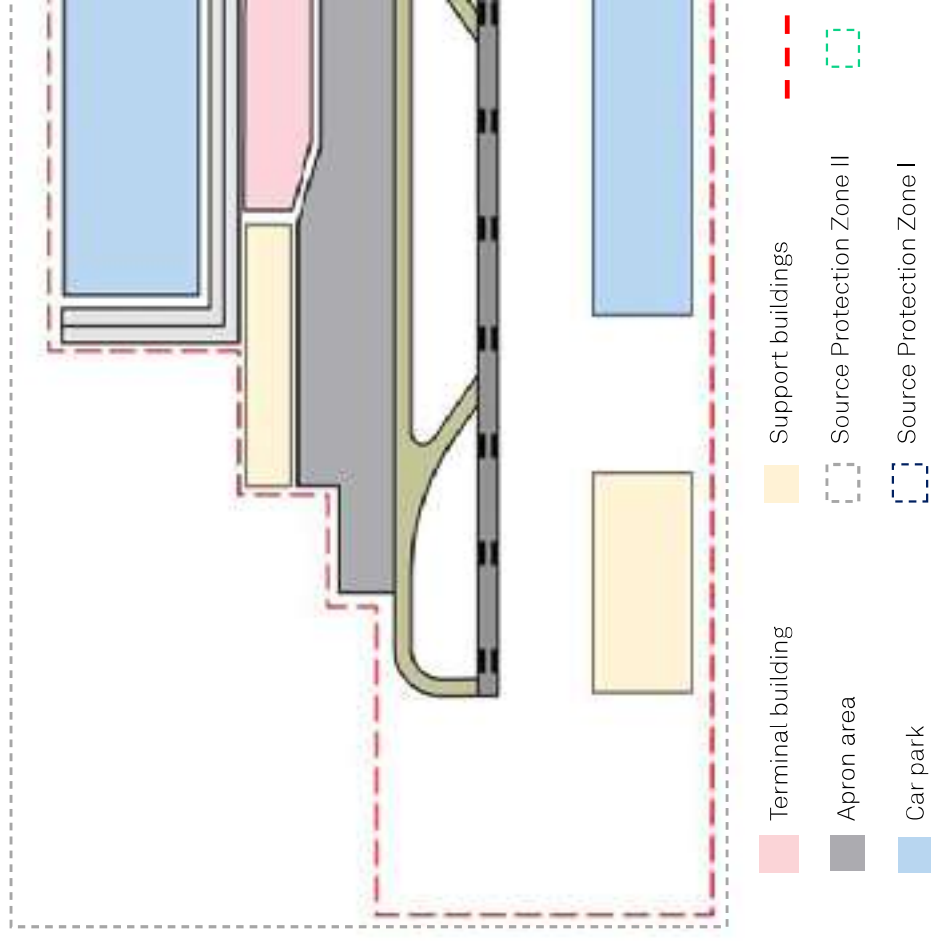 Terminal building
Support buildings
Apron area
Source Protection Zone II
Car park
Source Protection Zone I